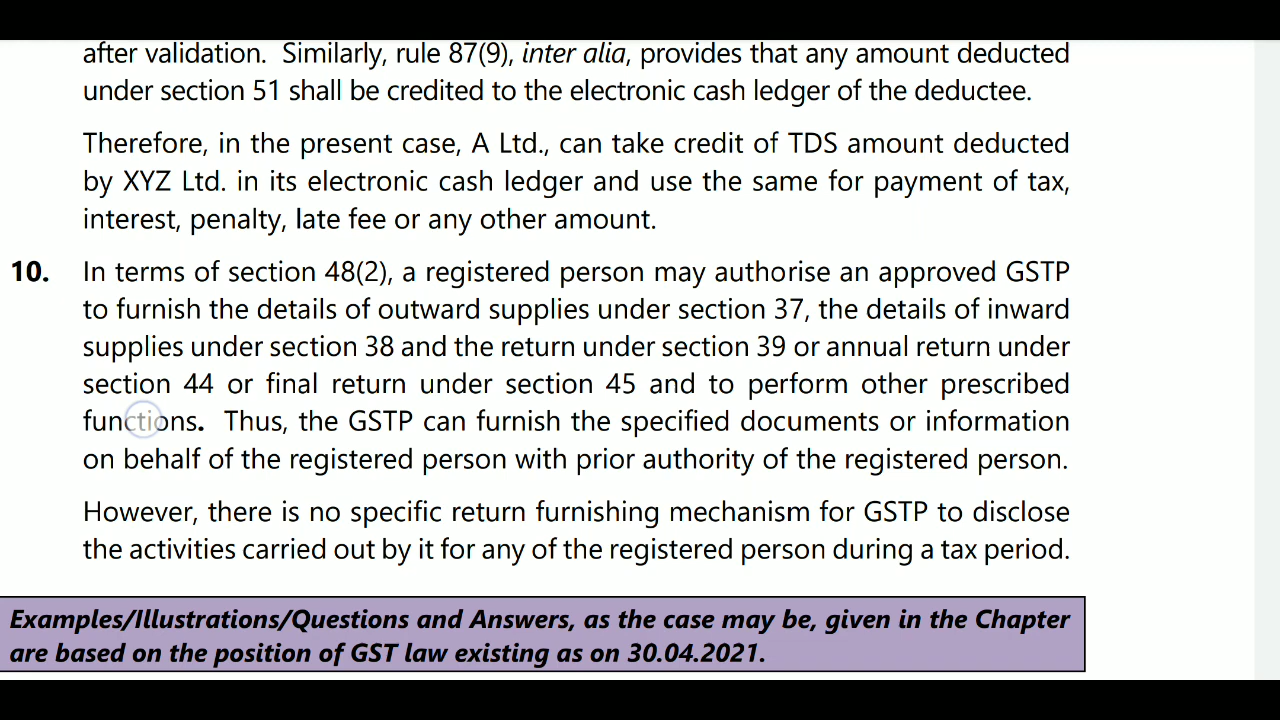 after validation. Similarly, rule 87(9), inter alia, provides that any amount deducted
under section 51 shall be credited to the electronic cash ledger of the deductee.
Therefore, in the present case, A Ltd., can take credit of TDS amount deducted
by XYZ Ltd. in its electronic cash ledger and use the same for payment of tax,
interest, penalty, late fee or any other amount.
10. In terms of section 48(2), a registered person may authorise an approved GSTP
to furnish the details of outward supplies under section 37, the details of inward
supplies under section 38 and the return under section 39 or annual return under
section 44 or final return under section 45 and to perform other prescribed
functions. Thus, the GSTP can furnish the specified documents or information
on behalf of the registered person with prior authority of the registered person.
However, there is no specific return furnishing mechanism for GSTP to disclose
the activities carried out by it for any of the registered person during a tax period.
Examples/Illustrations/Questions and Answers, as the case may be, given in the Chapter
are based on the position of GST law existing as on 30.04.2021.